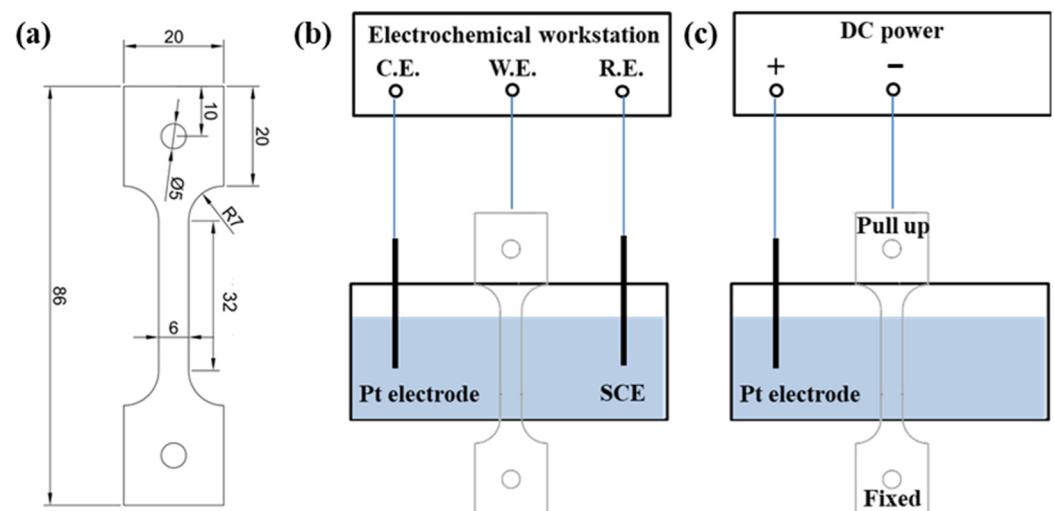 (a)
20
10
20
Ø5
R7
86
32
6
(b)
Electrochemical workstation
C.E. W.E. R.E.
Pt electrode
SCE
(c)
DC power
+ −
Pull up
Pt electrode
Fixed